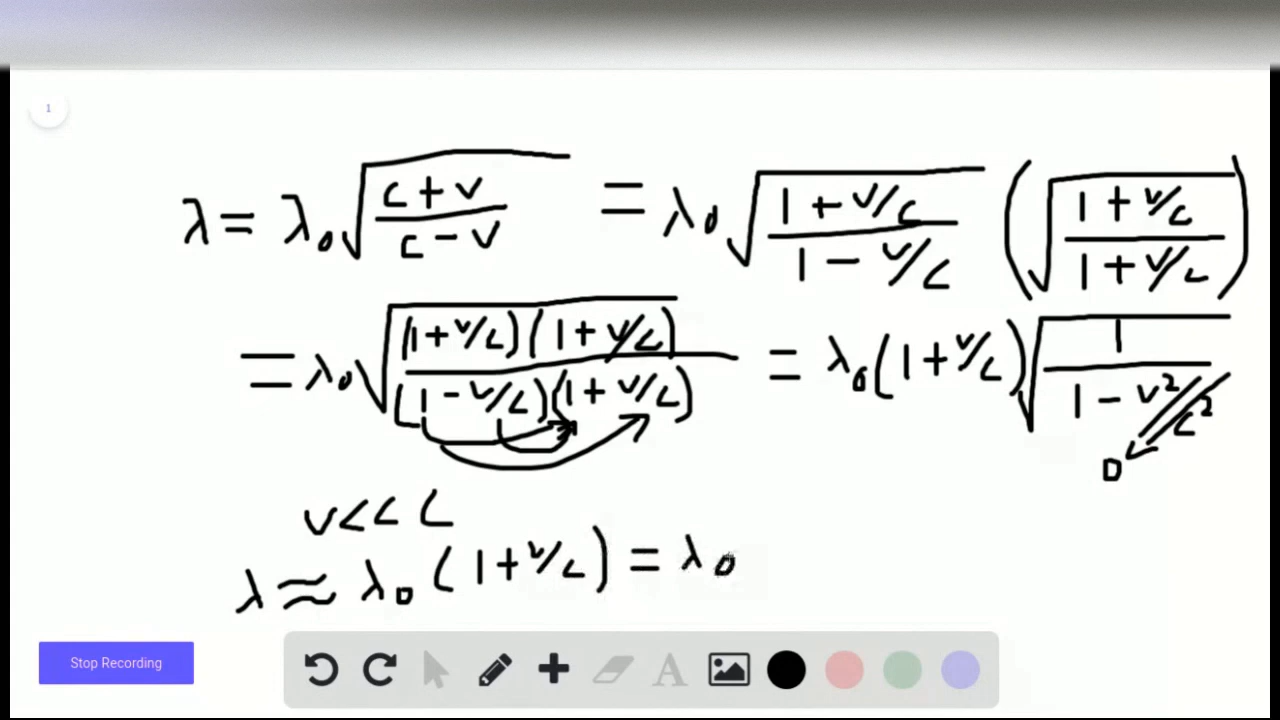 1
λ = λ₀√((c + v)/(c - v)) = λ₀√((1 + v/c)/(1 - v/c)) (√((1 + v/c)/(1 + v/c)))
= λ₀√(((1 + v/c)(1 + v/c))/((1 - v/c)(1 + v/c))) = λ₀(1 + v/c)√(1/(1 - v²/c²))
0
v << c
λ ≈ λ₀(1 + v/c) = λ₀
Stop Recording
A